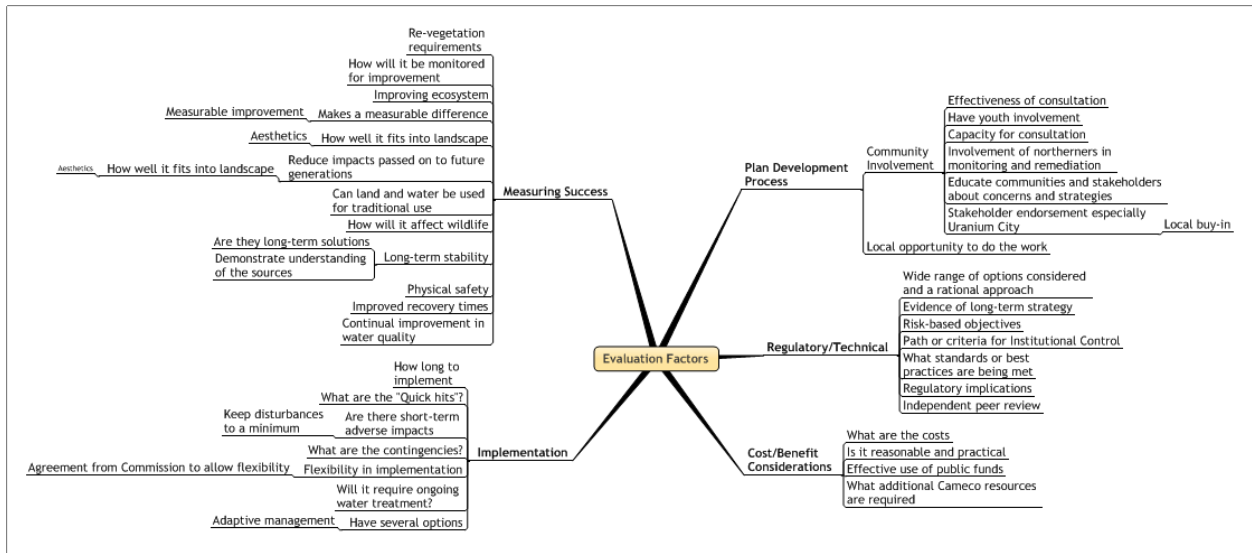 Re-vegetation
requirements
How will it be monitored
for improvement
Improving ecosystem
Measurable improvement
Makes a measurable difference
Aesthetics
How well it fits into landscape
Aesthetics
How well it fits into landscape
Reduce impacts passed on to future
generations
Can land and water be used
for traditional use
How will it affect wildlife
Are they long-term solutions
Demonstrate understanding
of the sources
Long-term stability
Physical safety
Improved recovery times
Continual improvement in
water quality
Measuring Success
How long to
implement
What are the "Quick hits"?
Keep disturbances
to a minimum
Are there short-term
adverse impacts
What are the contingencies?
Agreement from Commission to allow flexibility
Flexibility in implementation
Will it require ongoing
water treatment?
Adaptive management
Have several options
Implementation
Evaluation Factors
Plan Development
Process
Community
Involvement
Effectiveness of consultation
Have youth involvement
Capacity for consultation
Involvement of northerners in
monitoring and remediation
Educate communities and stakeholders
about concerns and strategies
Stakeholder endorsement especially
Uranium City
Local buy-in
Local opportunity to do the work
Regulatory/Technical
Wide range of options considered
and a rational approach
Evidence of long-term strategy
Risk-based objectives
Path or criteria for Institutional Control
What standards or best
practices are being met
Regulatory implications
Independent peer review
Cost/Benefit
Considerations
What are the costs
Is it reasonable and practical
Effective use of public funds
What additional Cameco resources
are required